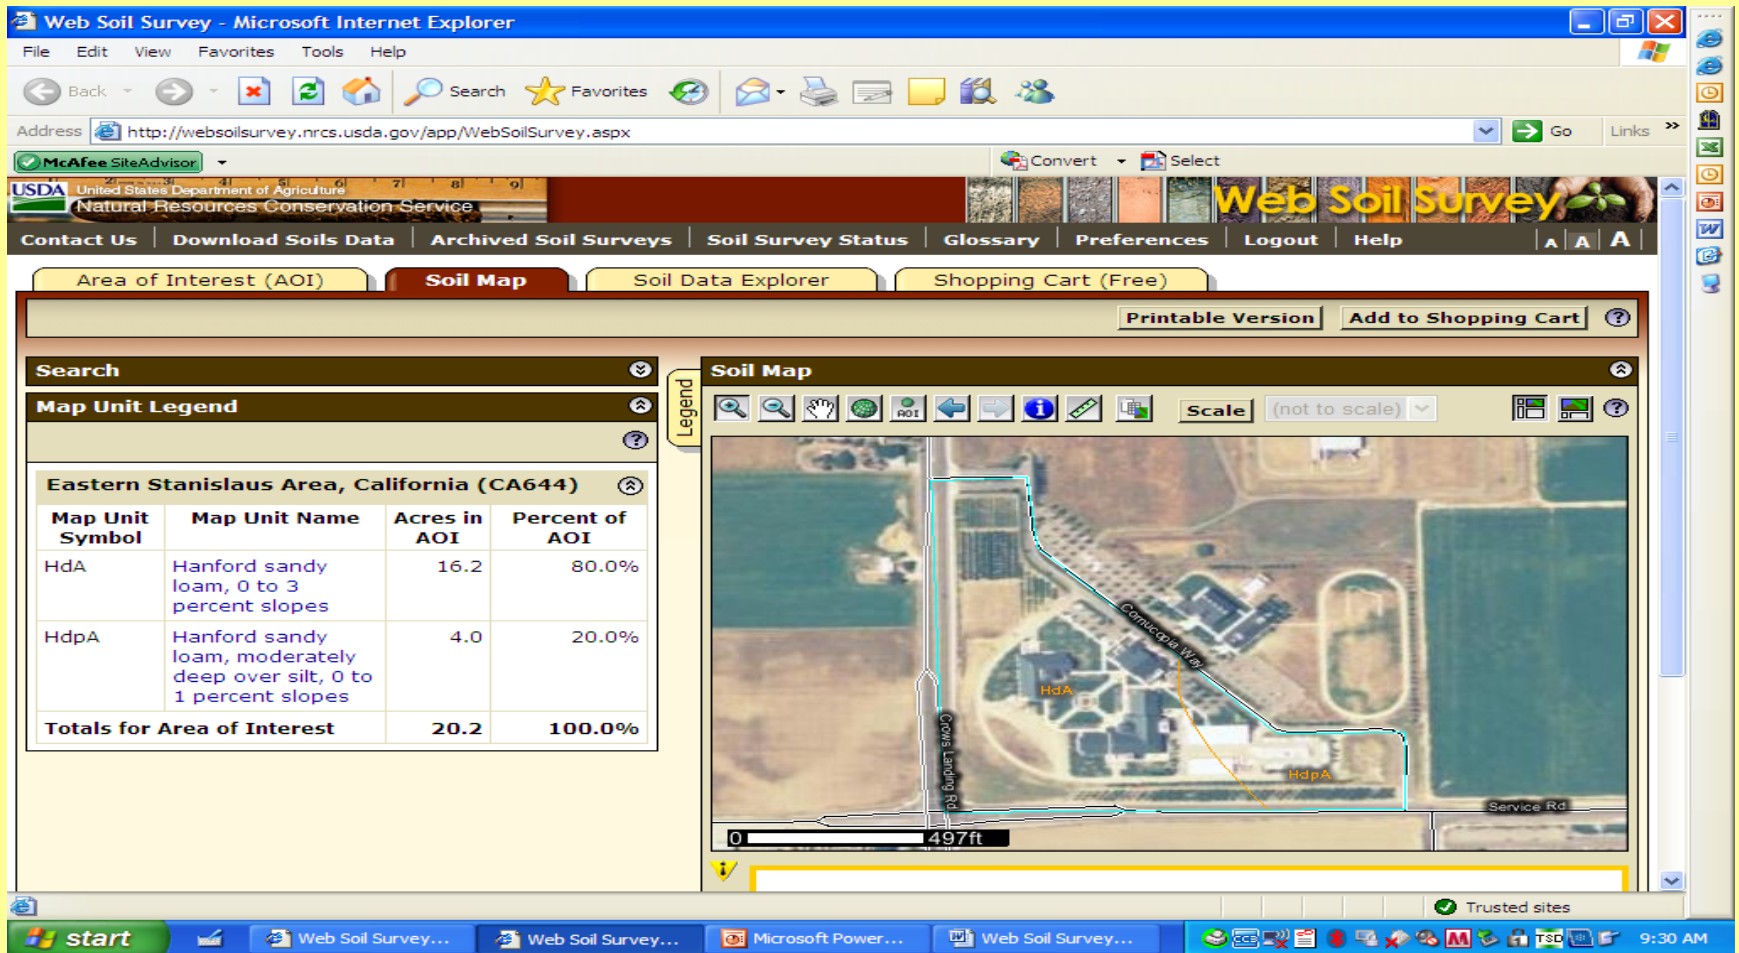 Web Soil Survey - Microsoft Internet Explorer
File Edit View Favorites Tools Help
Back Search Favorites
Address http://websoilsurvey.nrcs.usda.gov/app/WebSoilSurvey.aspx Go Links »
McAfee SiteAdvisor Convert Select
USDA United States Department of Agriculture
Natural Resources Conservation Service
7 8 9
Web Soil Survey
Contact Us | Download Soils Data | Archived Soil Surveys | Soil Survey Status | Glossary | Preferences | Logout | Help | A | A | A |
Area of Interest (AOI) Soil Map Soil Data Explorer Shopping Cart (Free)
Printable Version Add to Shopping Cart ?
Search
Map Unit Legend
?
Legend
Eastern Stanislaus Area, California (CA644)
Map Unit Symbol Map Unit Name Acres in AOI Percent of AOI
HdA Hanford sandy loam, 0 to 3 percent slopes 16.2 80.0%
HdpA Hanford sandy loam, moderately deep over silt, 0 to 1 percent slopes 4.0 20.0%
Totals for Area of Interest 20.2 100.0%
Soil Map
AOI Scale (not to scale) ?
Cornucopia Way
HdA
Crows Landing Rd
HdpA
Service Rd
0 497ft
Trusted sites
start Web Soil Survey... Web Soil Survey... Microsoft Power... Web Soil Survey... CCE M TSD 9:30 AM